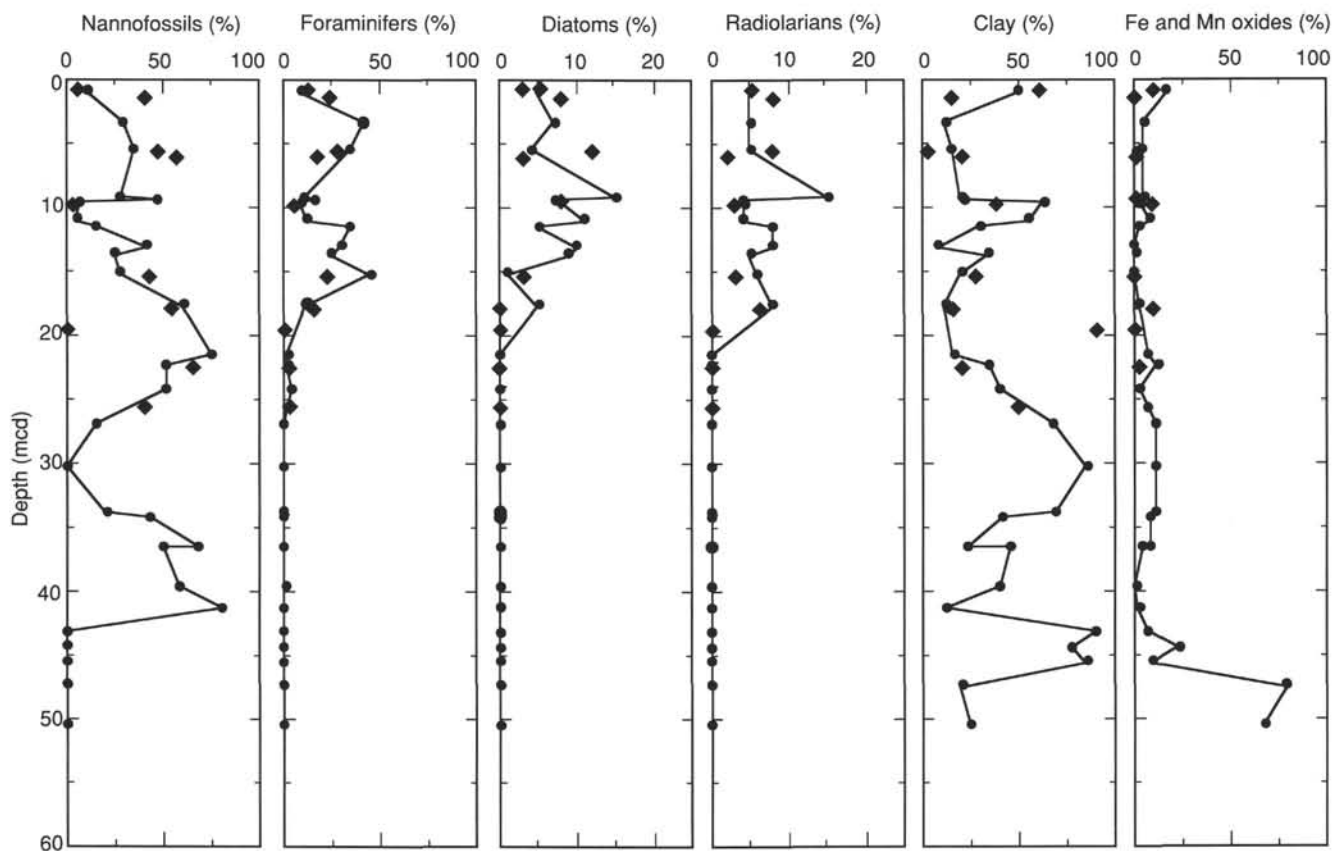 Nannofossils (%)
Foraminifers (%)
Diatoms (%)
Radiolarians (%)
Clay (%)
Fe and Mn oxides (%)
0 50 100
0 50 100
0 10 20
0 10 20
0 50 100
0 50 100
0
10
20
30
40
50
60
Depth (mcd)